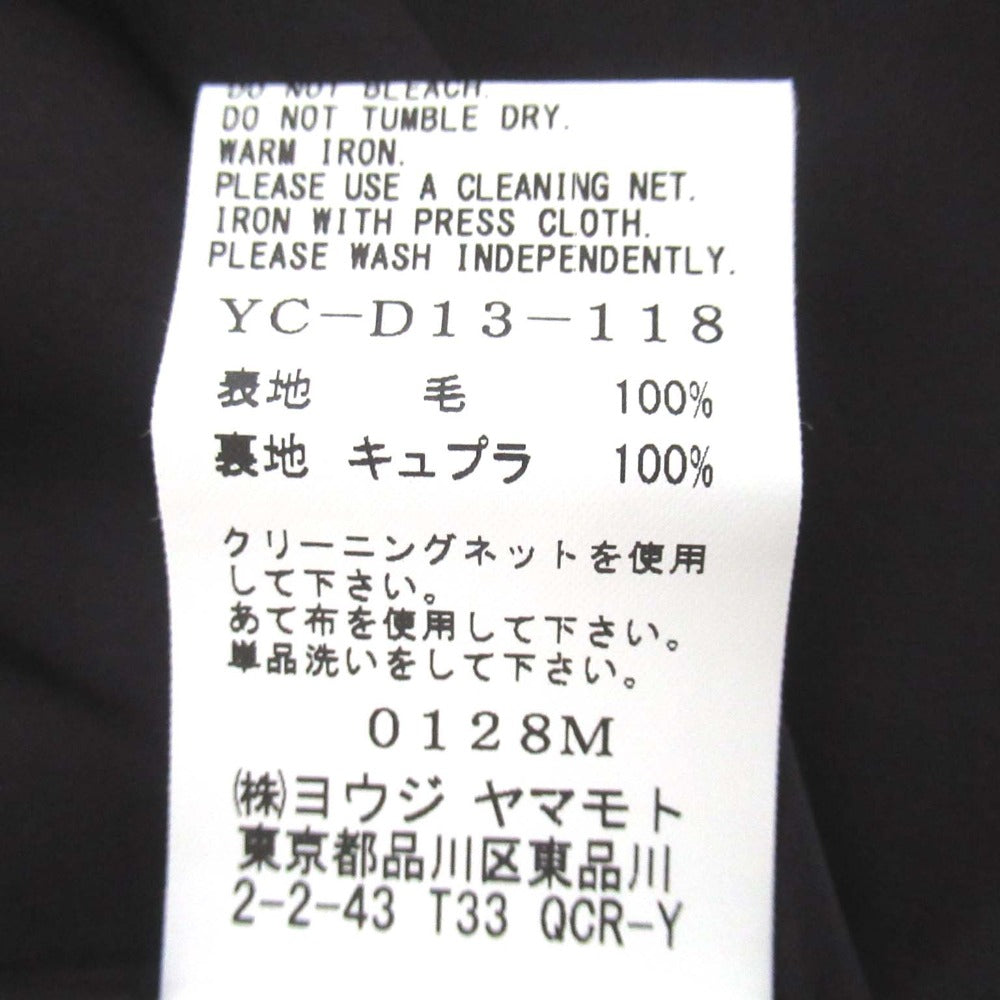 DO NOT BLEACH.
DO NOT TUMBLE DRY.
WARM IRON.
PLEASE USE A CLEANING NET.
IRON WITH PRESS CLOTH.
PLEASE WASH INDEPENDENTLY.
YC-D13-118
表地 毛 100%
裏地 キュプラ 100%
クリーニングネットを使用
して下さい。
あて布を使用して下さい。
単品洗いをして下さい。
0128M
㈱ヨウジ ヤマモト
東京都品川区東品川
2-2-43 T33 QCR-Y